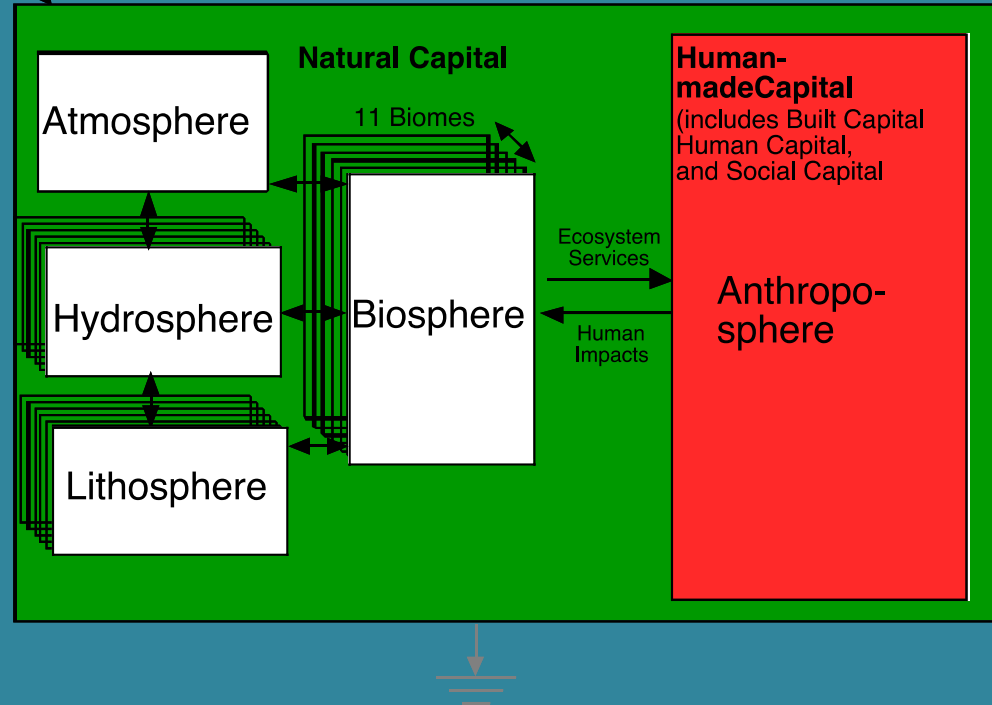 Natural Capital
Human-
madeCapital
(includes Built Capital
Human Capital,
and Social Capital
Atmosphere
11 Biomes
Ecosystem
Services
Hydrosphere
Biosphere
Anthropo-
sphere
Human
Impacts
Lithosphere